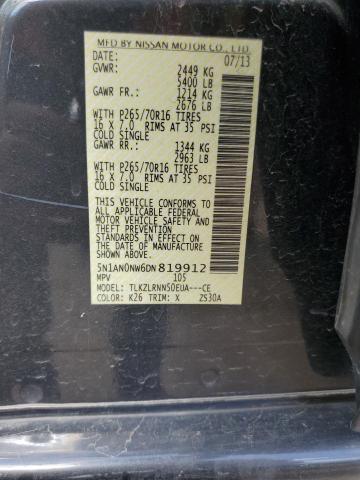 MFD BY NISSAN MOTOR CO., LTD.
DATE: 07/13
GVWR: 2449 KG
5400 LB
GAWR FR.: 1214 KG
2676 LB
WITH P265/70R16 TIRES
16 X 7.0 RIMS AT 35 PSI
COLD SINGLE
GAWR RR.: 1344 KG
2963 LB
WITH P265/70R16 TIRES
16 X 7.0 RIMS AT 35 PSI
COLD SINGLE
THIS VEHICLE CONFORMS TO ALL
APPLICABLE FEDERAL
MOTOR VEHICLE SAFETY AND
THEFT PREVENTION
STANDARDS IN EFFECT ON THE
DATE OF MANUFACTURE
SHOWN ABOVE.
5N1AN0NW6DN819912
MPV 105
MODEL: TLKZLRNN50EUA---CE
COLOR: K26 TRIM: X ZS30A